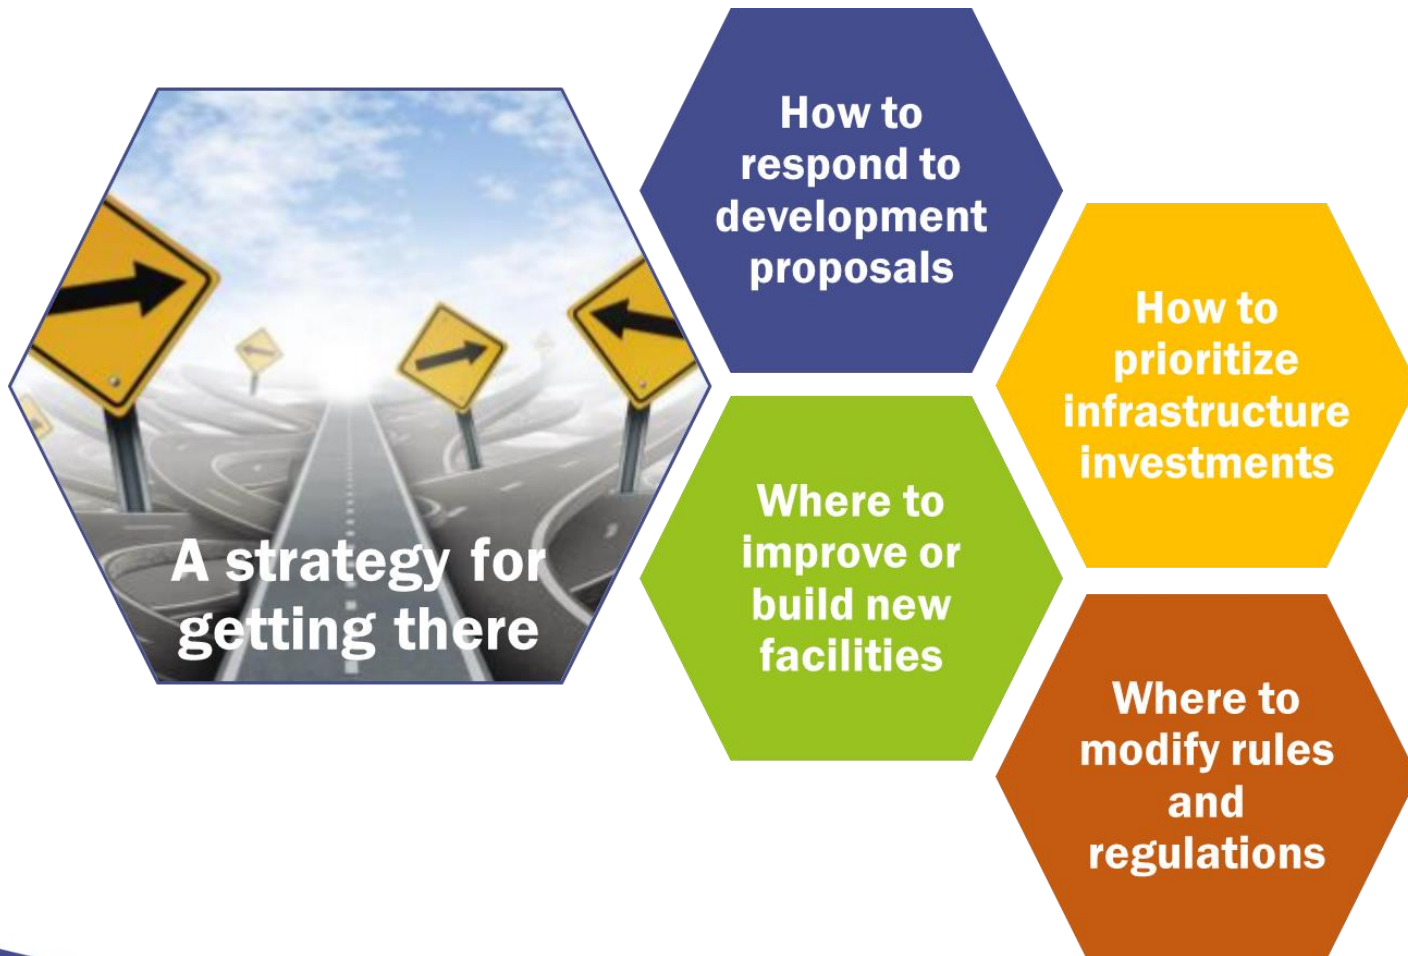 A strategy for
getting there
How to
respond to
development
proposals
How to
prioritize
infrastructure
investments
Where to
improve or
build new
facilities
Where to
modify rules
and
regulations